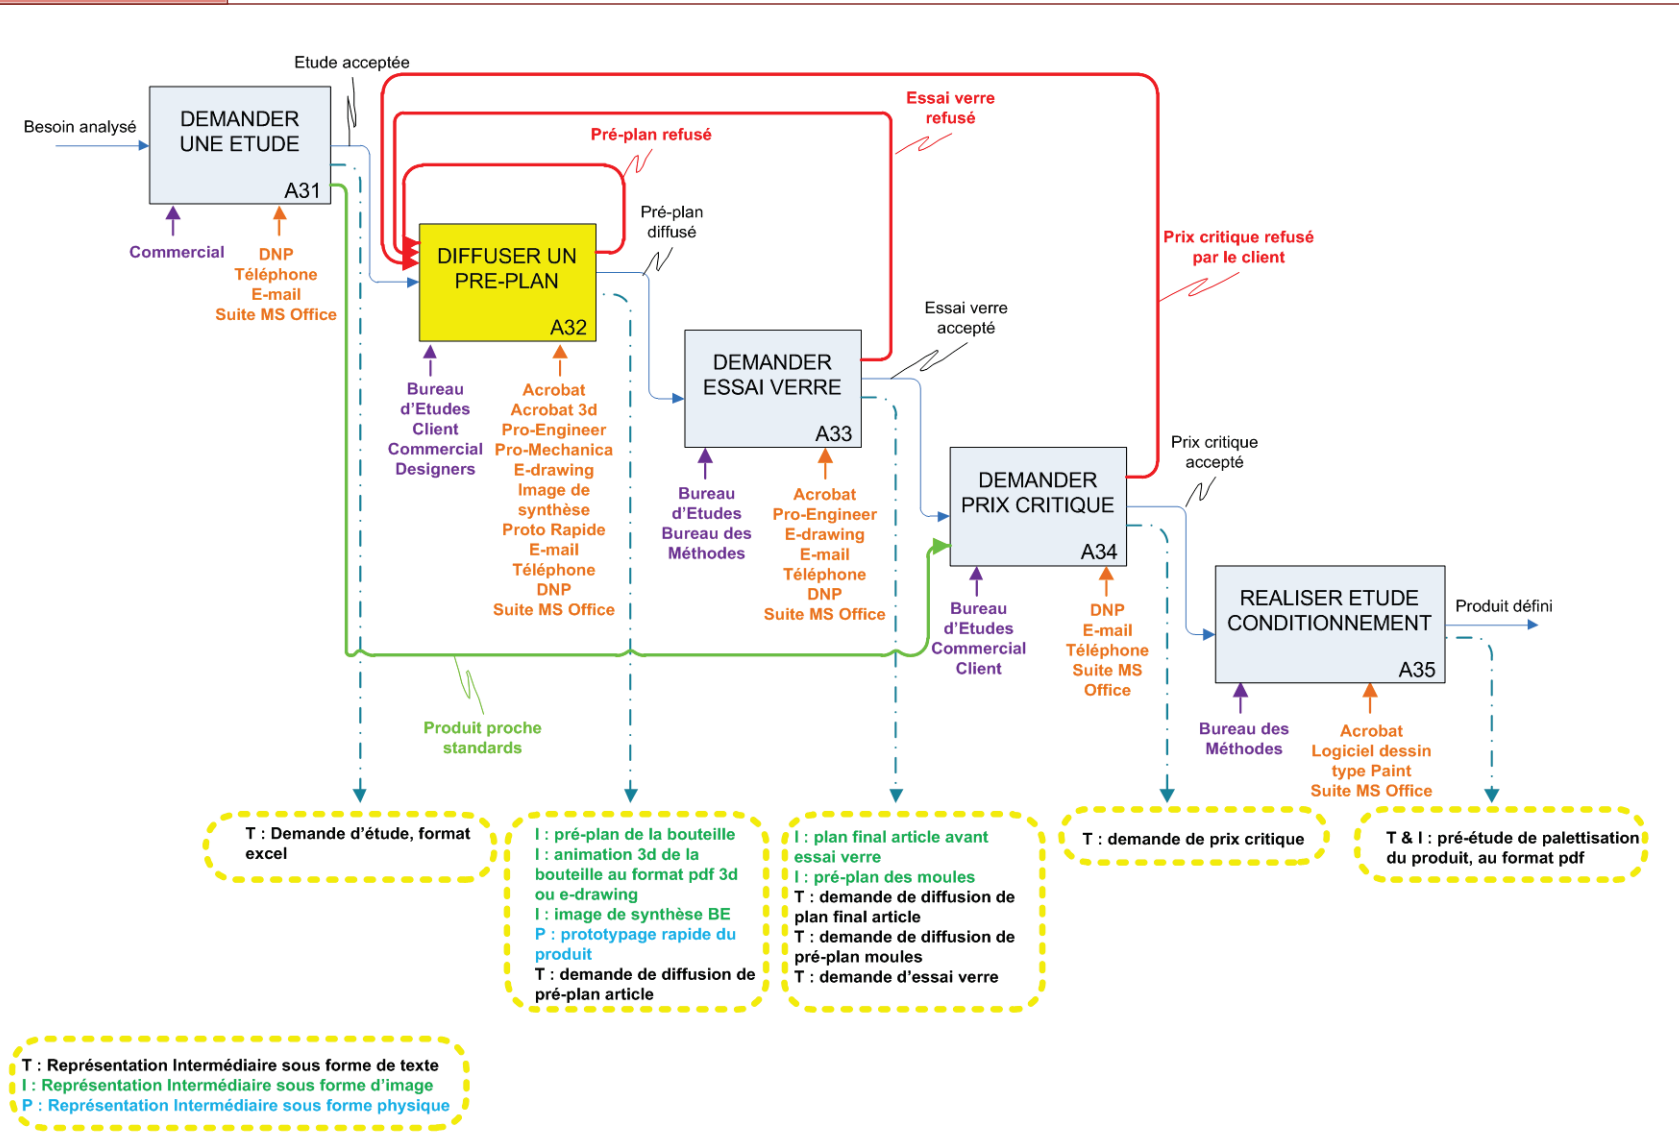 Etude acceptée
Besoin analysé
DEMANDER
UNE ETUDE
A31
Commercial
DNP
Téléphone
E-mail
Suite MS Office
Pré-plan refusé
Essai verre
refusé
Pré-plan
diffusé
DIFFUSER UN
PRE-PLAN
A32
Bureau
d'Etudes
Client
Commercial
Designers
Acrobat
Acrobat 3d
Pro-Engineer
Pro-Mechanica
E-drawing
Image de
synthèse
Proto Rapide
E-mail
Téléphone
DNP
Suite MS Office
Prix critique refusé
par le client
Essai verre
accepté
DEMANDER
ESSAI VERRE
A33
Bureau
d'Etudes
Bureau des
Méthodes
Acrobat
Pro-Engineer
E-drawing
E-mail
Téléphone
DNP
Suite MS Office
Prix critique
accepté
DEMANDER
PRIX CRITIQUE
A34
Bureau
d'Etudes
Commercial
Client
DNP
E-mail
Téléphone
Suite MS
Office
REALISER ETUDE
CONDITIONNEMENT
A35
Produit défini
Bureau des
Méthodes
Acrobat
Logiciel dessin
type Paint
Suite MS Office
Produit proche
standards
T : Demande d'étude, format
excel
I : pré-plan de la bouteille
I : animation 3d de la
bouteille au format pdf 3d
ou e-drawing
I : image de synthèse BE
P : prototypage rapide du
produit
T : demande de diffusion de
pré-plan article
I : plan final article avant
essai verre
I : pré-plan des moules
T : demande de diffusion de
plan final article
T : demande de diffusion de
pré-plan moules
T : demande d'essai verre
T : demande de prix critique
T & I : pré-étude de palettisation
du produit, au format pdf
T : Représentation Intermédiaire sous forme de texte
I : Représentation Intermédiaire sous forme d'image
P : Représentation Intermédiaire sous forme physique